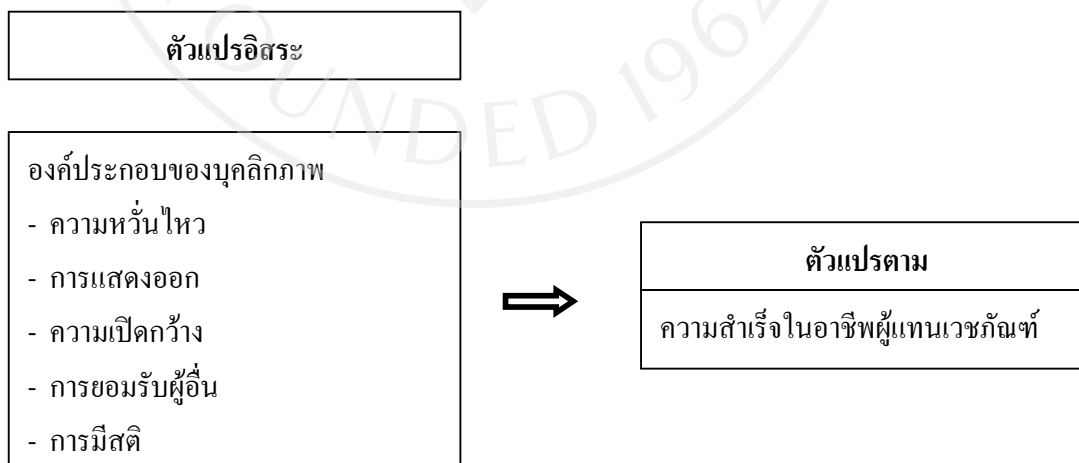 ตัวแปรอิสระ
องค์ประกอบของบุคลิกภาพ
- ความหวั่นไหว
- การแสดงออก
- ความเปิดกว้าง
- การยอมรับผู้อื่น
- การมีสติ
ตัวแปรตาม
ความสำเร็จในอาชีพผู้แทนเวชภัณฑ์
OUNDED 1962